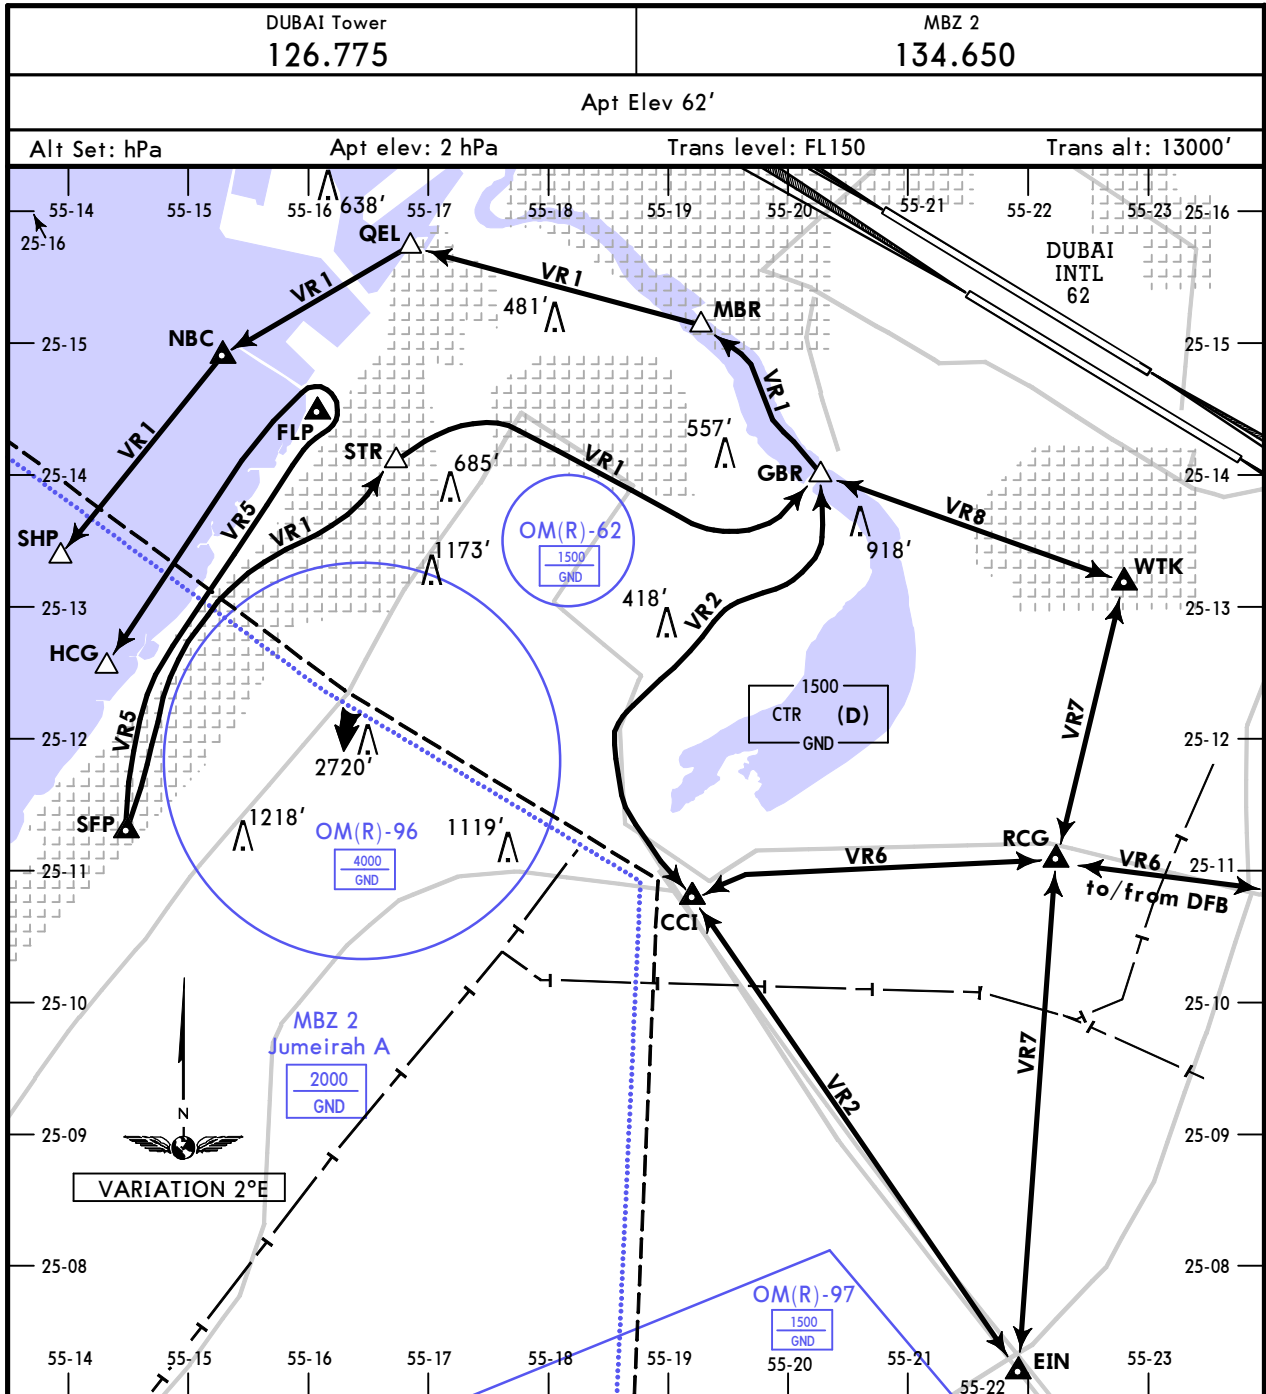 DUBAI Tower
126.775
MBZ 2
134.650
Apt Elev 62'
Alt Set: hPa
Apt elev: 2 hPa
Trans level: FL150
Trans alt: 13000'
55-14
55-15
55-16
55-17
55-18
55-19
55-20
55-21
55-22
55-23
25-16
25-16
638'
QEL
DUBAI
INTL
62
VR1
VR1
481'
MBR
NBC
25-15
25-15
VR1
FLP
STR
VR1
557'
VR1
685'
GBR
25-14
25-14
VR5
VR1
VR8
SHP
OM(R)-62
1500
GND
1173'
918'
WTK
418'
VR2
25-13
25-13
HCG
1500
CTR (D)
GND
VR5
VR7
25-12
25-12
2720'
SFP
1218'
OM(R)-96
4000
GND
1119'
RCG
VR6
VR6
to/from DFB
25-11
25-11
CCI
25-10
25-10
MBZ 2
Jumeirah A
2000
GND
VR7
VR2
N
25-09
25-09
VARIATION 2°E
25-08
25-08
OM(R)-97
1500
GND
EIN
55-14
55-15
55-16
55-17
55-18
55-19
55-20
55-21
55-22
55-23